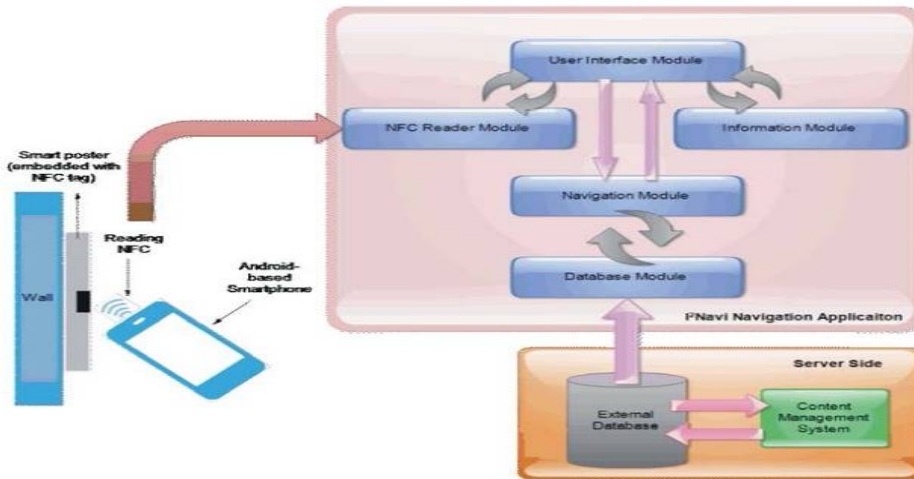 User Interface Module
NFC Reader Module
Information Module
Smart poster
(embedded with
NFC tag)
Navigation Module
Reading
NFC
Android-
based
Smartphone
Database Module
Wall
I²Navi Navigation Applicaiton
Server Side
External
Database
Content
Management
System